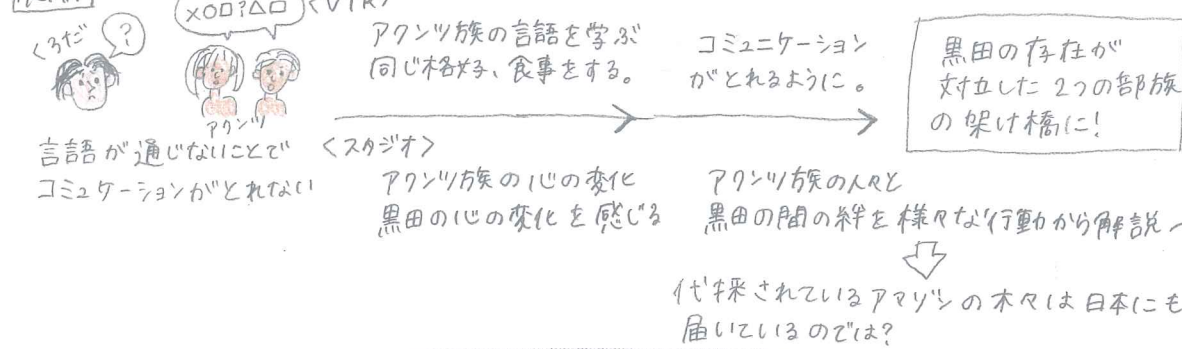 ×○□?△□
<VTR>
くろだ
?
アクンツ
言語が通じないことで
コミュケーションがとれない
アクンツ族の言語を学ぶ
同じ格好、食事をする。
コミュニケーション
がとれるように。
黒田の存在が
対立した2つの部族
の架け橋に!
<スタジオ>
アクンツ族の心の変化
黒田の心の変化を感じる
アクンツ族の人々と
黒田の間の絆を様々な行動から解説
伐採されているアマゾンの木々は日本にも
届いているのでは?